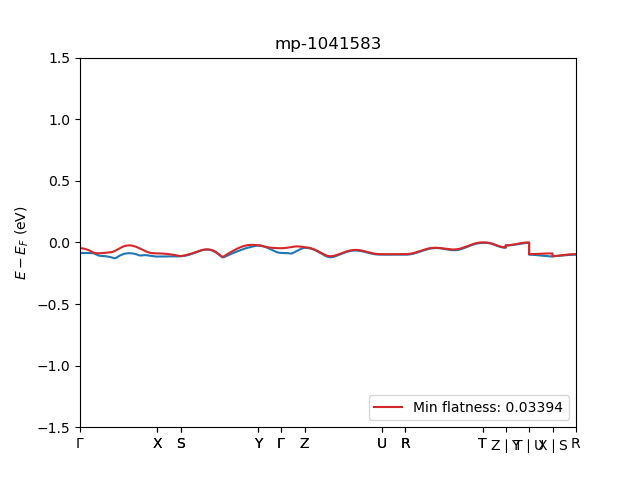 mp-1041583
1.5
1.0
0.5
0.0
−0.5
−1.0
−1.5
E − E_F (eV)
Min flatness: 0.03394
Γ X S Y Γ Z U R T Z | Y T | U X | S R